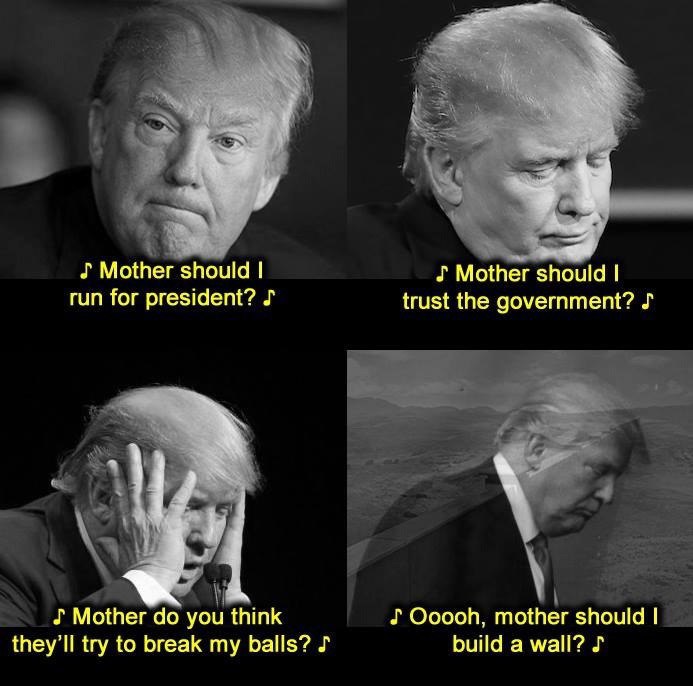 ♪ Mother should I
run for president? ♪
♪ Mother should I
trust the government? ♪
♪ Mother do you think
they'll try to break my balls? ♪
♪ Ooooh, mother should I
build a wall? ♪